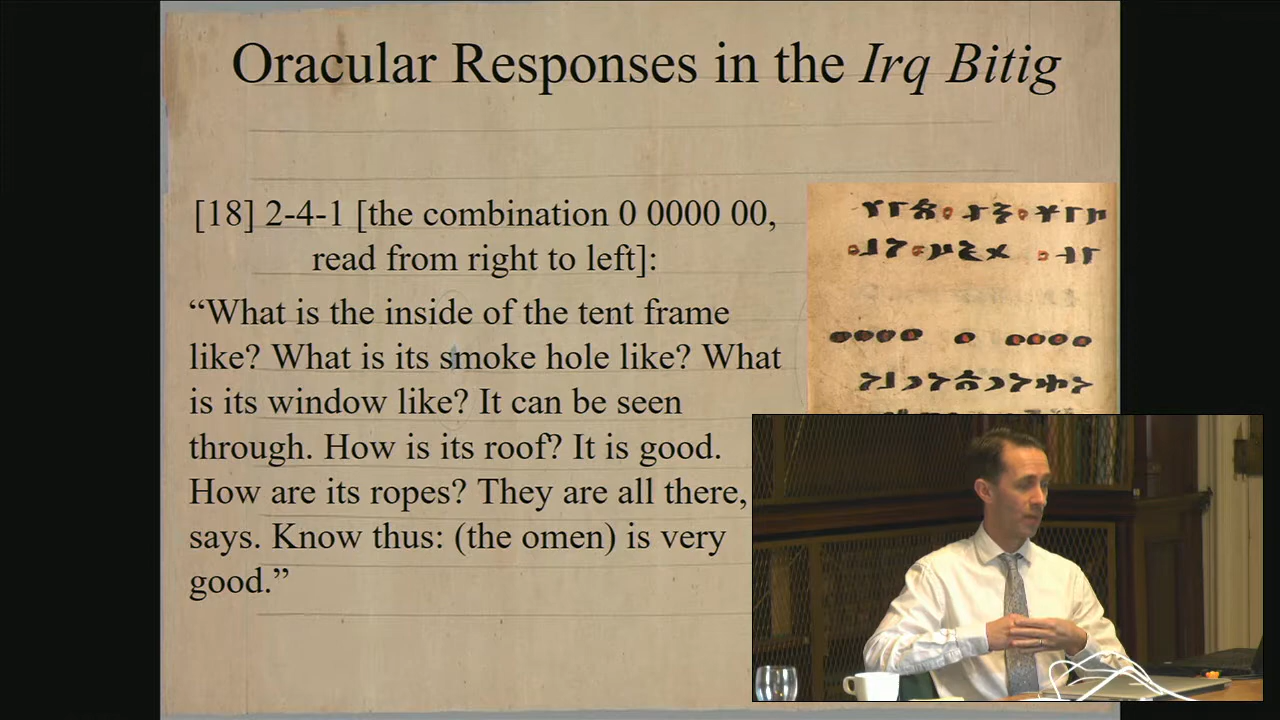 Oracular Responses in the Irq Bitig
[18] 2-4-1 [the combination 0 0000 00,
read from right to left]:
“What is the inside of the tent frame
like? What is its smoke hole like? What
is its window like? It can be seen
through. How is its roof? It is good.
How are its ropes? They are all there,
says. Know thus: (the omen) is very
good.”